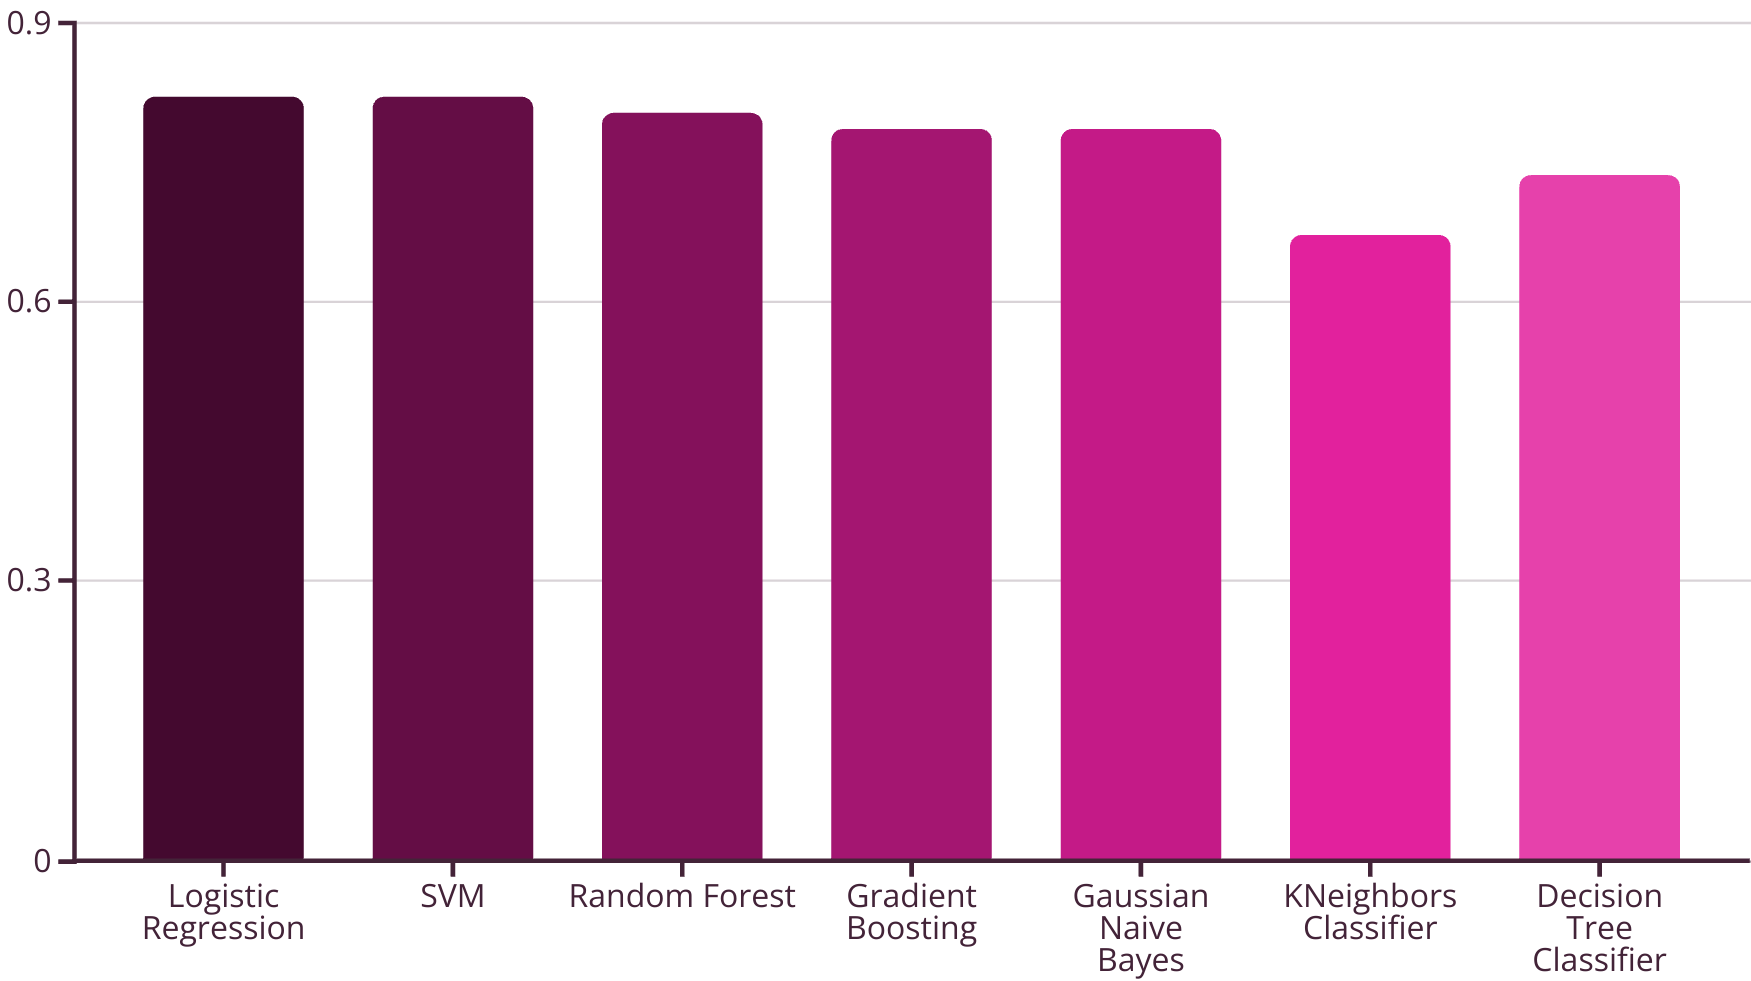 0.9
0.6
0.3
0
Logistic
Regression
SVM
Random Forest
Gradient
Boosting
Gaussian
Naive
Bayes
KNeighbors
Classifier
Decision
Tree
Classifier